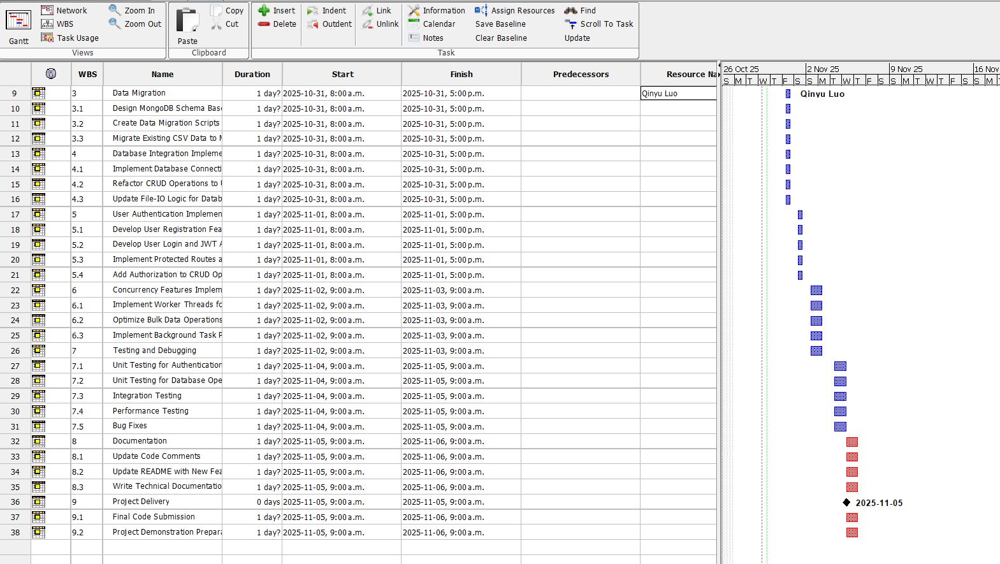 Network Zoom In Copy Insert Indent Link Information Assign Resources Find
WBS Zoom Out Cut Delete Outdent Unlink Calendar Save Baseline Scroll To Task
Gantt Task Usage Paste Notes Clear Baseline Update
Views Clipboard Task
WBS Name Duration Start Finish Predecessors Resource Na
26 Oct 25 2 Nov 25 9 Nov 25 16 Nov
S M T W T F S S M T W T F S S M T W T F S S M T
9 3 Data Migration 1 day? 2025-10-31, 8:00 a.m. 2025-10-31, 5:00 p.m. Qinyu Luo Qinyu Luo
10 3.1 Design MongoDB Schema Bas 1 day? 2025-10-31, 8:00 a.m. 2025-10-31, 5:00 p.m.
11 3.2 Create Data Migration Scripts 1 day? 2025-10-31, 8:00 a.m. 2025-10-31, 5:00 p.m.
12 3.3 Migrate Existing CSV Data to 1 day? 2025-10-31, 8:00 a.m. 2025-10-31, 5:00 p.m.
13 4 Database Integration Impleme 1 day? 2025-10-31, 8:00 a.m. 2025-10-31, 5:00 p.m.
14 4.1 Implement Database Connecti 1 day? 2025-10-31, 8:00 a.m. 2025-10-31, 5:00 p.m.
15 4.2 Refactor CRUD Operations to 1 day? 2025-10-31, 8:00 a.m. 2025-10-31, 5:00 p.m.
16 4.3 Update File-IO Logic for Datab 1 day? 2025-10-31, 8:00 a.m. 2025-10-31, 5:00 p.m.
17 5 User Authentication Implemen 1 day? 2025-11-01, 8:00 a.m. 2025-11-01, 5:00 p.m.
18 5.1 Develop User Registration Fea 1 day? 2025-11-01, 8:00 a.m. 2025-11-01, 5:00 p.m.
19 5.2 Develop User Login and JWT 1 day? 2025-11-01, 8:00 a.m. 2025-11-01, 5:00 p.m.
20 5.3 Implement Protected Routes a 1 day? 2025-11-01, 8:00 a.m. 2025-11-01, 5:00 p.m.
21 5.4 Add Authorization to CRUD Op 1 day? 2025-11-01, 8:00 a.m. 2025-11-01, 5:00 p.m.
22 6 Concurrency Features Implem 1 day? 2025-11-02, 9:00 a.m. 2025-11-03, 9:00 a.m.
23 6.1 Implement Worker Threads fo 1 day? 2025-11-02, 9:00 a.m. 2025-11-03, 9:00 a.m.
24 6.2 Optimize Bulk Data Operations 1 day? 2025-11-02, 9:00 a.m. 2025-11-03, 9:00 a.m.
25 6.3 Implement Background Task P 1 day? 2025-11-02, 9:00 a.m. 2025-11-03, 9:00 a.m.
26 7 Testing and Debugging 1 day? 2025-11-02, 9:00 a.m. 2025-11-03, 9:00 a.m.
27 7.1 Unit Testing for Authentication 1 day? 2025-11-04, 9:00 a.m. 2025-11-05, 9:00 a.m.
28 7.2 Unit Testing for Database Ope 1 day? 2025-11-04, 9:00 a.m. 2025-11-05, 9:00 a.m.
29 7.3 Integration Testing 1 day? 2025-11-04, 9:00 a.m. 2025-11-05, 9:00 a.m.
30 7.4 Performance Testing 1 day? 2025-11-04, 9:00 a.m. 2025-11-05, 9:00 a.m.
31 7.5 Bug Fixes 1 day? 2025-11-04, 9:00 a.m. 2025-11-05, 9:00 a.m.
32 8 Documentation 1 day? 2025-11-05, 9:00 a.m. 2025-11-06, 9:00 a.m.
33 8.1 Update Code Comments 1 day? 2025-11-05, 9:00 a.m. 2025-11-06, 9:00 a.m.
34 8.2 Update README with New Fea 1 day? 2025-11-05, 9:00 a.m. 2025-11-06, 9:00 a.m.
35 8.3 Write Technical Documentatio 1 day? 2025-11-05, 9:00 a.m. 2025-11-06, 9:00 a.m.
36 9 Project Delivery 0 days 2025-11-05, 9:00 a.m. 2025-11-05, 9:00 a.m. 2025-11-05
37 9.1 Final Code Submission 1 day? 2025-11-05, 9:00 a.m. 2025-11-06, 9:00 a.m.
38 9.2 Project Demonstration Prepar 1 day? 2025-11-05, 9:00 a.m. 2025-11-06, 9:00 a.m.